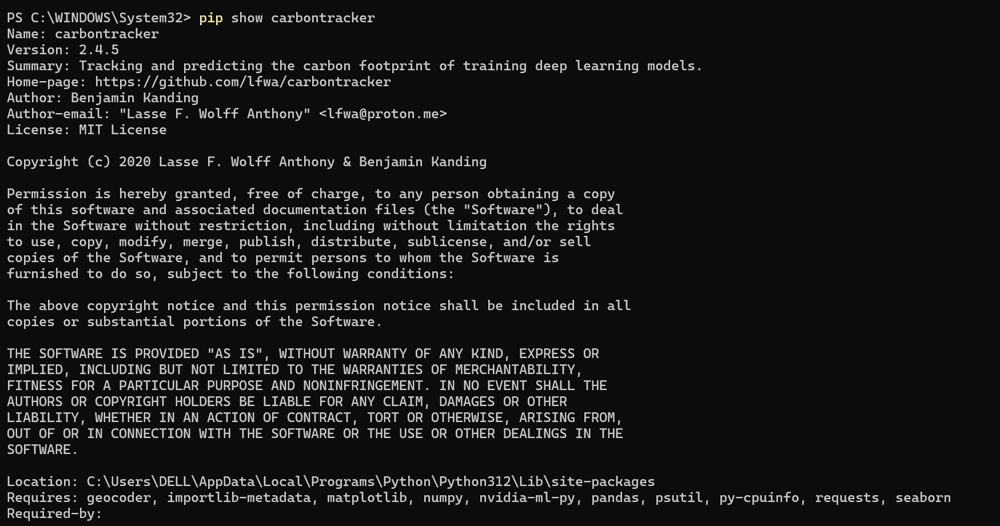 PS C:\WINDOWS\System32> pip show carbontracker
Name: carbontracker
Version: 2.4.5
Summary: Tracking and predicting the carbon footprint of training deep learning models.
Home-page: https://github.com/lfwa/carbontracker
Author: Benjamin Kanding
Author-email: "Lasse F. Wolff Anthony" <lfwa@proton.me>
License: MIT License

Copyright (c) 2020 Lasse F. Wolff Anthony & Benjamin Kanding

Permission is hereby granted, free of charge, to any person obtaining a copy
of this software and associated documentation files (the "Software"), to deal
in the Software without restriction, including without limitation the rights
to use, copy, modify, merge, publish, distribute, sublicense, and/or sell
copies of the Software, and to permit persons to whom the Software is
furnished to do so, subject to the following conditions:

The above copyright notice and this permission notice shall be included in all
copies or substantial portions of the Software.

THE SOFTWARE IS PROVIDED "AS IS", WITHOUT WARRANTY OF ANY KIND, EXPRESS OR
IMPLIED, INCLUDING BUT NOT LIMITED TO THE WARRANTIES OF MERCHANTABILITY,
FITNESS FOR A PARTICULAR PURPOSE AND NONINFRINGEMENT. IN NO EVENT SHALL THE
AUTHORS OR COPYRIGHT HOLDERS BE LIABLE FOR ANY CLAIM, DAMAGES OR OTHER
LIABILITY, WHETHER IN AN ACTION OF CONTRACT, TORT OR OTHERWISE, ARISING FROM,
OUT OF OR IN CONNECTION WITH THE SOFTWARE OR THE USE OR OTHER DEALINGS IN THE
SOFTWARE.

Location: C:\Users\DELL\AppData\Local\Programs\Python\Python312\Lib\site-packages
Requires: geocoder, importlib-metadata, matplotlib, numpy, nvidia-ml-py, pandas, psutil, py-cpuinfo, requests, seaborn
Required-by: